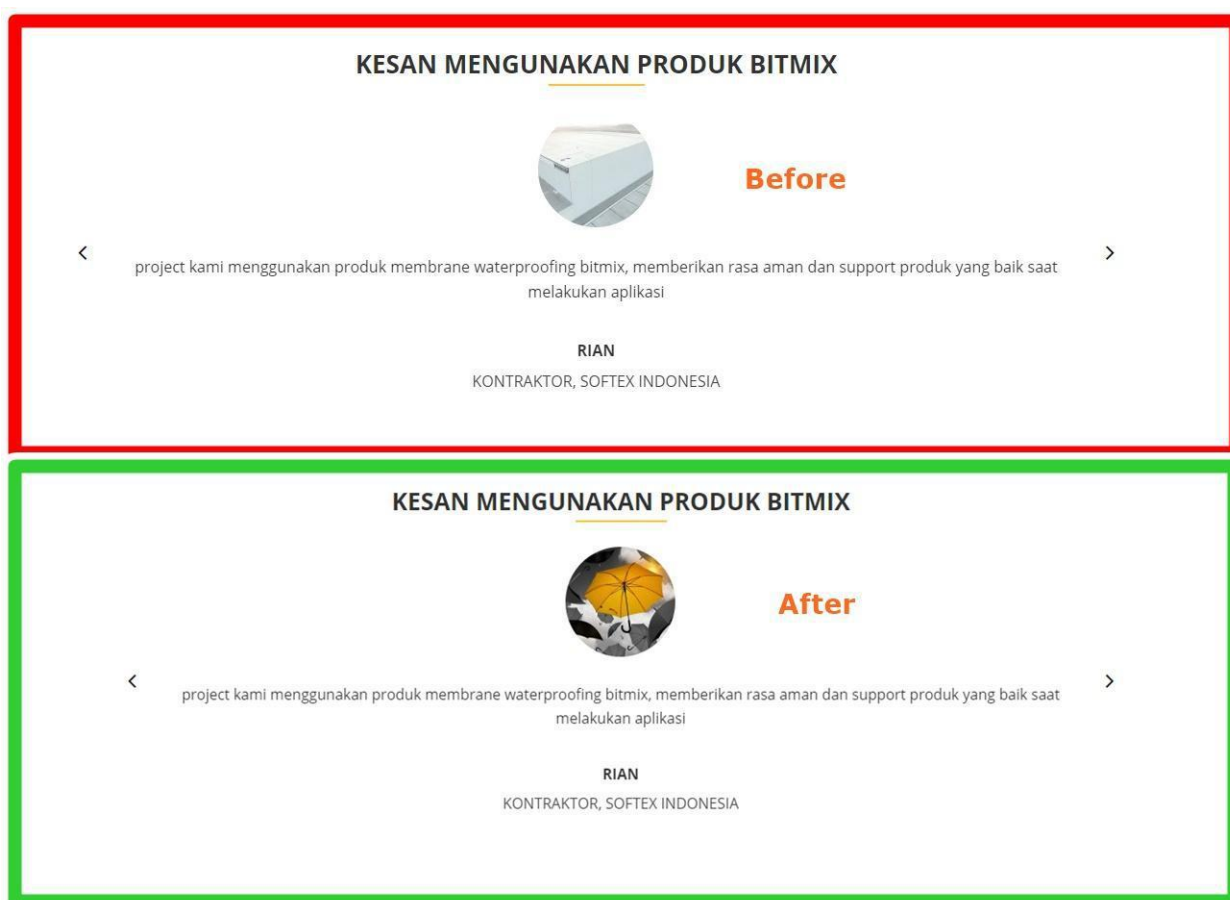 KESAN MENGUNAKAN PRODUK BITMIX
Before
project kami menggunakan produk membrane waterproofing bitmix, memberikan rasa aman dan support produk yang baik saat
melakukan aplikasi
RIAN
KONTRAKTOR, SOFTEX INDONESIA
KESAN MENGUNAKAN PRODUK BITMIX
After
project kami menggunakan produk membrane waterproofing bitmix, memberikan rasa aman dan support produk yang baik saat
melakukan aplikasi
RIAN
KONTRAKTOR, SOFTEX INDONESIA